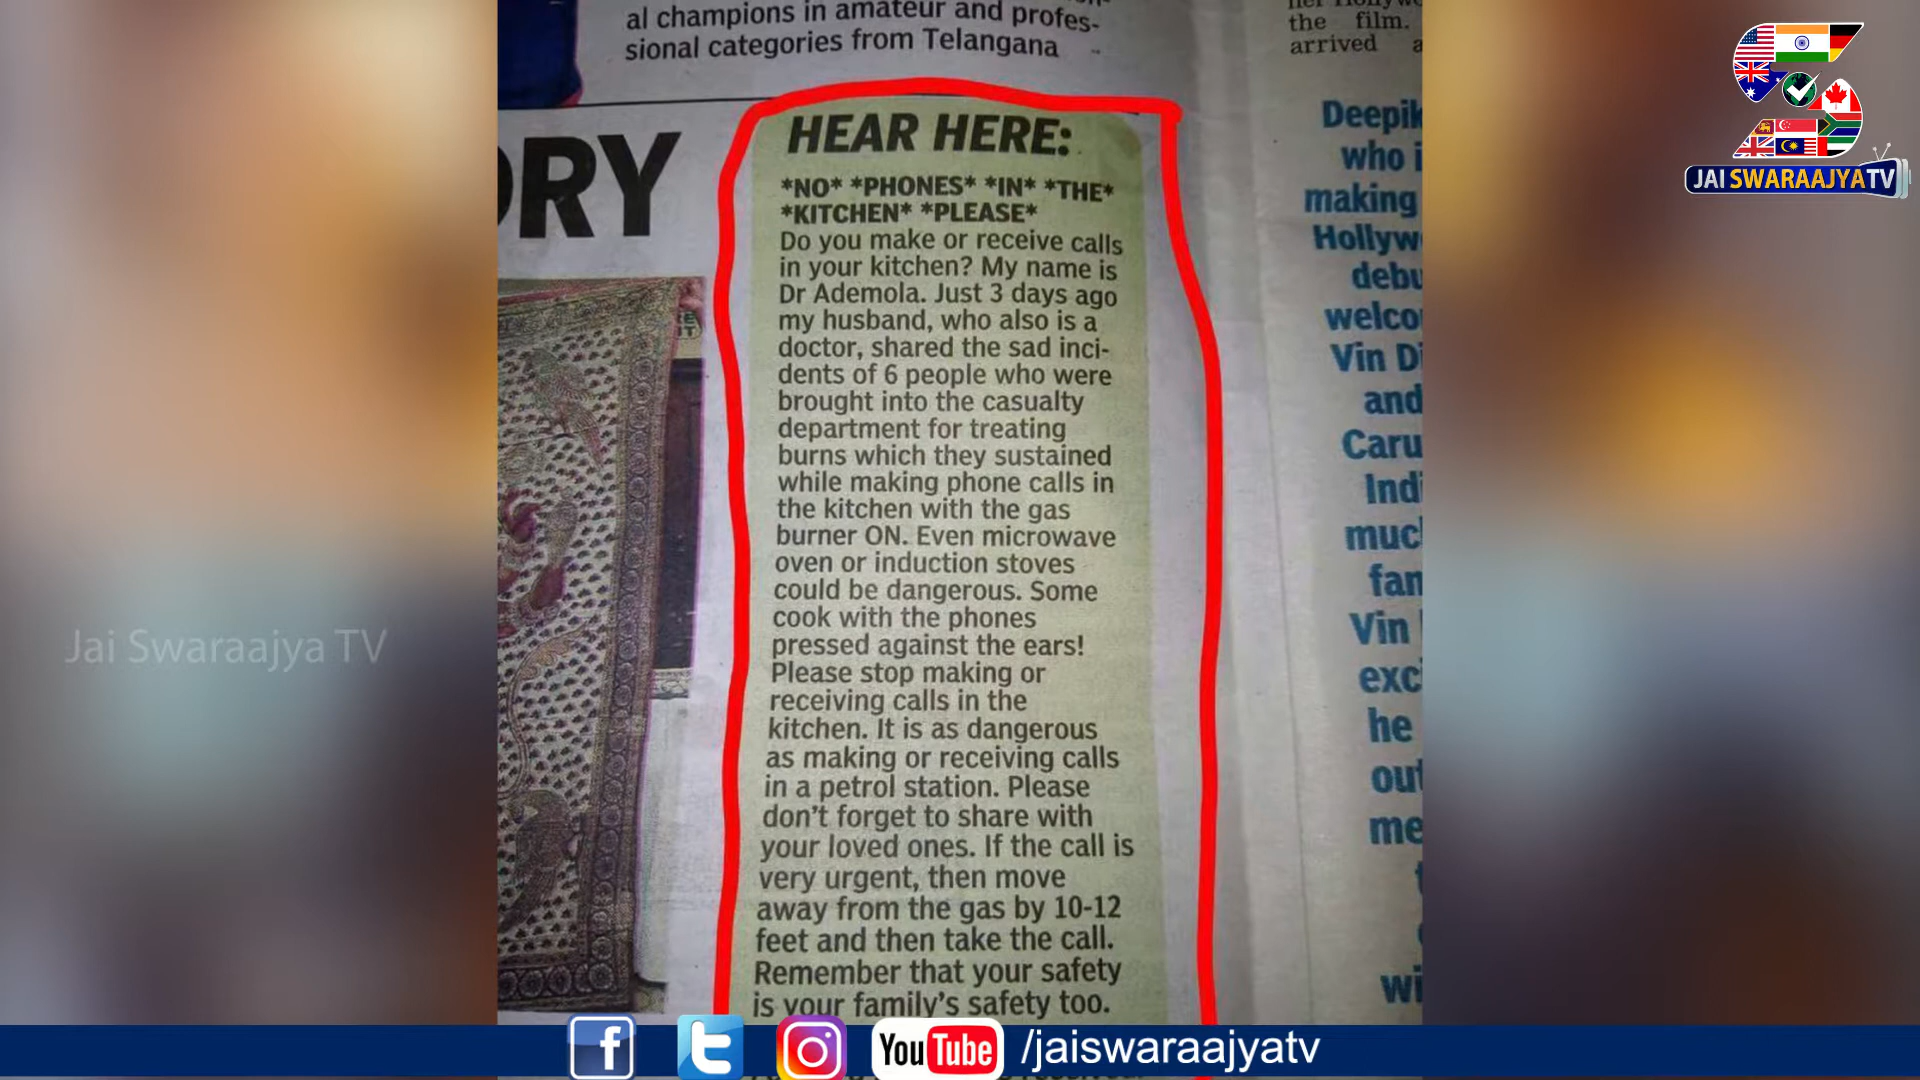 al champions in amateur and profes-
sional categories from Telangana
the film.
arrived
JAI SWARAAJYA TV
ORY
HEAR HERE:
*NO* *PHONES* *IN* *THE*
*KITCHEN* *PLEASE*
Do you make or receive calls
in your kitchen? My name is
Dr Ademola. Just 3 days ago
my husband, who also is a
doctor, shared the sad inci-
dents of 6 people who were
brought into the casualty
department for treating
burns which they sustained
while making phone calls in
the kitchen with the gas
burner ON. Even microwave
oven or induction stoves
could be dangerous. Some
cook with the phones
pressed against the ears!
Please stop making or
receiving calls in the
kitchen. It is as dangerous
as making or receiving calls
in a petrol station. Please
don't forget to share with
your loved ones. If the call is
very urgent, then move
away from the gas by 10-12
feet and then take the call.
Remember that your safety
is your family's safety too.
Deepik
who i
making
Hollyw
debu
welco
Vin Di
and
Caru
Indi
muc
fan
Vin
exc
he
out
me
wi
Jai Swaraajya TV
f
t
YouTube /jaiswaraajyatv